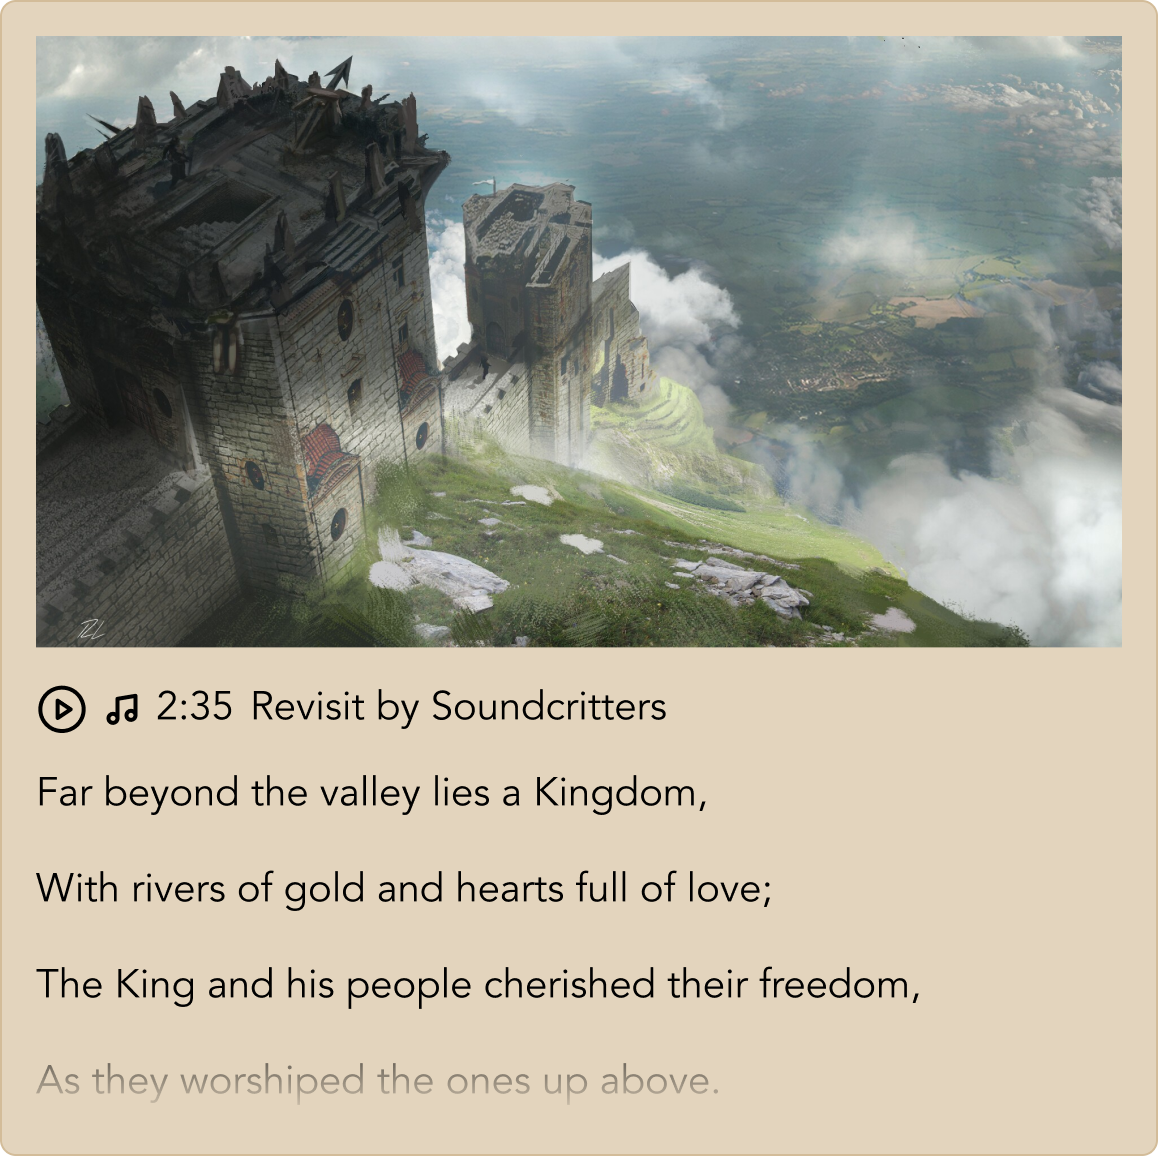 2:35 Revisit by Soundcritters
Far beyond the valley lies a Kingdom,
With rivers of gold and hearts full of love;
The King and his people cherished their freedom,
As they worshiped the ones up above.